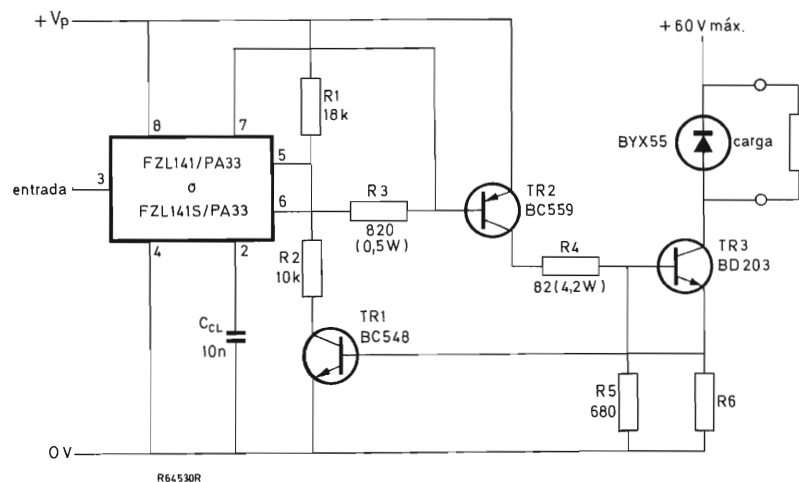 + Vp
+ 60V máx.
R1
18k
8
7
5
FZL141/PA33
o
FZL141S/PA33
entrada
3
6
4
2
R3
820
(0,5W)
TR2
BC559
BYX55
carga
R2
10k
R4
82(4,2W)
TR3
BD203
TR1
BC548
CCL
10n
R5
680
R6
0 V
R64530R